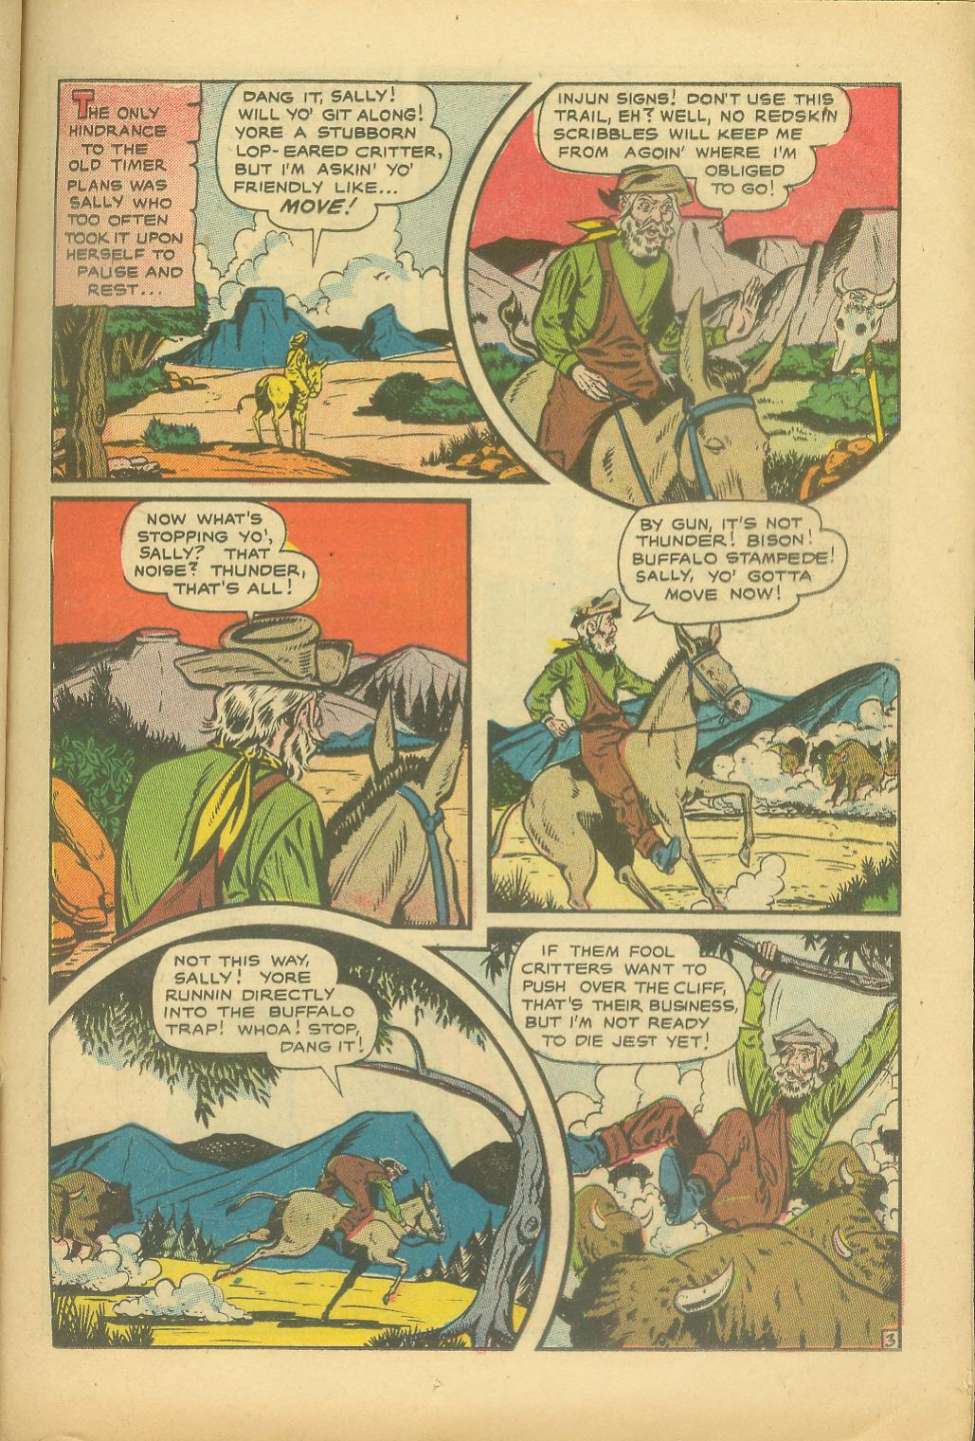 THE ONLY
HINDRANCE
TO THE
OLD TIMER
PLANS WAS
SALLY WHO
TOO OFTEN
TOOK IT UPON
HERSELF TO
PAUSE AND
REST...
DANG IT, SALLY!
WILL YO' GIT ALONG!
YORE A STUBBORN
LOP-EARED CRITTER,
BUT I'M ASKIN' YO'
FRIENDLY LIKE...
MOVE!
INJUN SIGNS! DON'T USE THIS
TRAIL, EH? WELL, NO REDSKIN
SCRIBBLES WILL KEEP ME
FROM AGOIN' WHERE I'M
OBLIGED
TO GO!
NOW WHAT'S
STOPPING YO',
SALLY? THAT
NOISE? THUNDER,
THAT'S ALL!
BY GUN, IT'S NOT
THUNDER! BISON!
BUFFALO STAMPEDE!
SALLY, YO' GOTTA
MOVE NOW!
NOT THIS WAY,
SALLY! YORE
RUNNIN DIRECTLY
INTO THE BUFFALO
TRAP! WHOA! STOP,
DANG IT!
IF THEM FOOL
CRITTERS WANT TO
PUSH OVER THE CLIFF,
THAT'S THEIR BUSINESS,
BUT I'M NOT READY
TO DIE JEST YET!
3